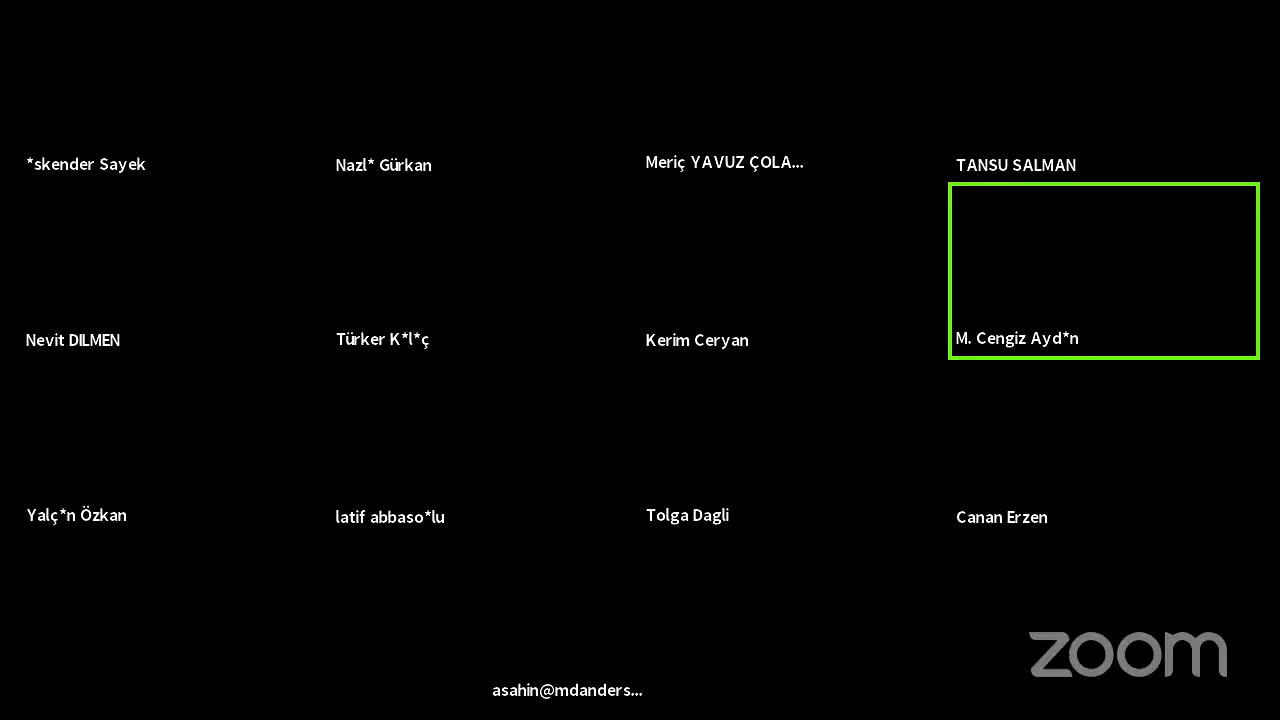 *skender Sayek
Nazl* Gürkan
Meriç YAVUZ ÇOLA...
TANSU SALMAN
Nevit DILMEN
Türker K*l*ç
Kerim Ceryan
M. Cengiz Ayd*n
Yalç*n Özkan
latif abbaso*lu
Tolga Dagli
Canan Erzen
asahin@mdanders...
zoom